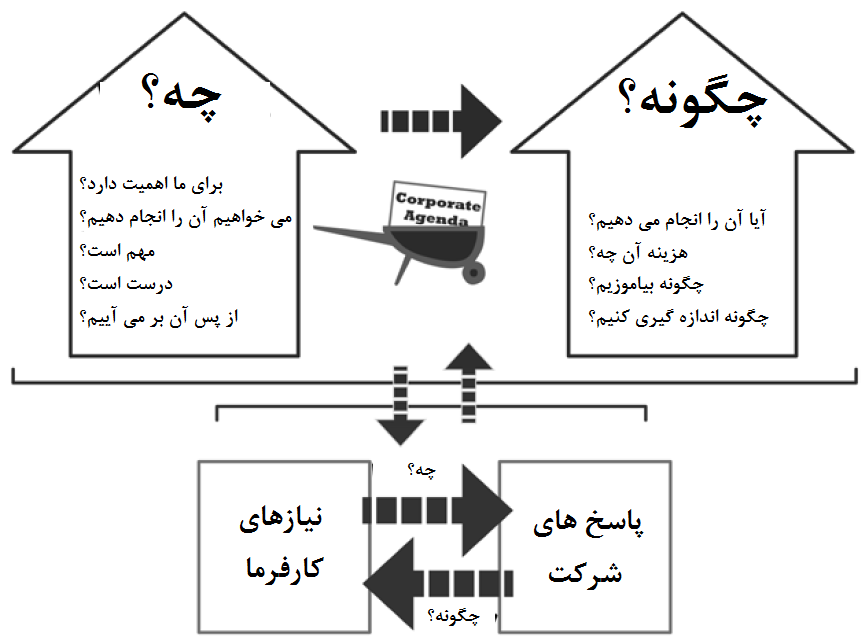 چه؟
برای ما اهمیت دارد؟
می خواهیم آن را انجام دهیم؟
مهم است؟
درست است؟
از پس آن بر می آییم؟
Corporate
Agenda
چگونه؟
آیا آن را انجام می دهیم؟
هزینه آن چه؟
چگونه بیاموزیم؟
چگونه اندازه گیری کنیم؟
نیازهای
کارفرما
چه؟
چگونه؟
پاسخ های
شرکت